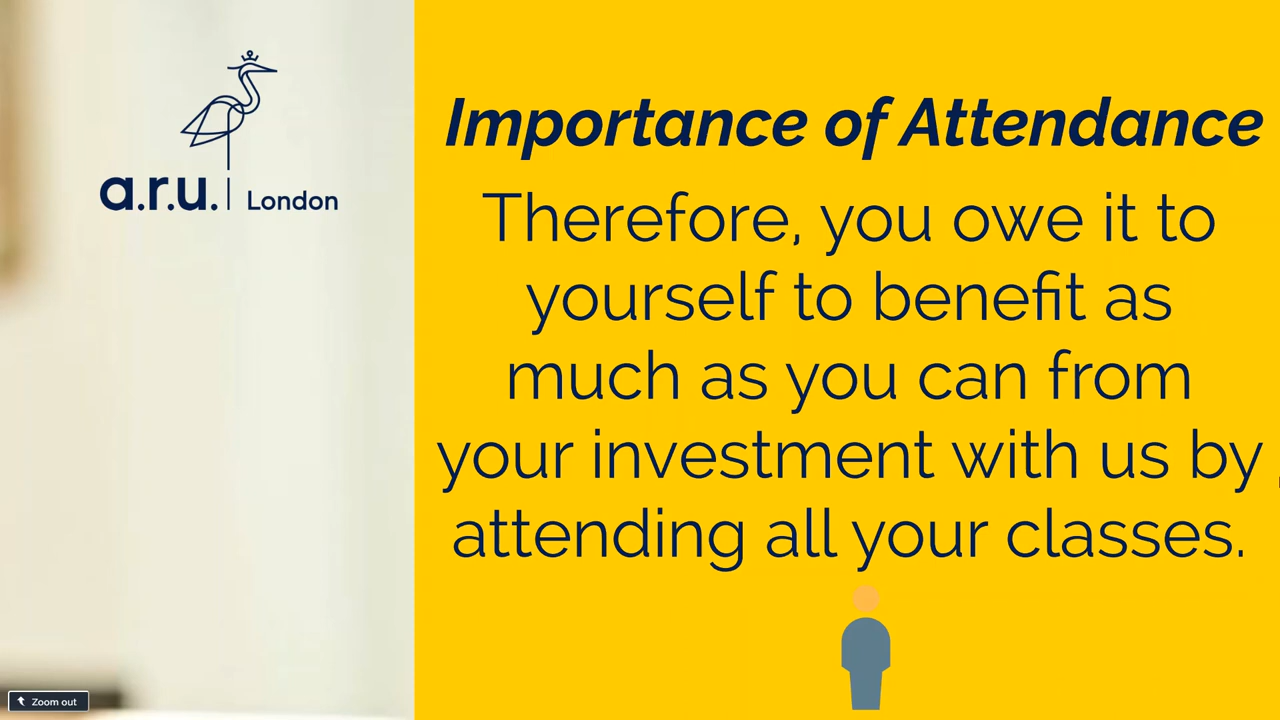 a.r.u. London
Importance of Attendance
Therefore, you owe it to
yourself to benefit as
much as you can from
your investment with us by
attending all your classes.
Zoom out